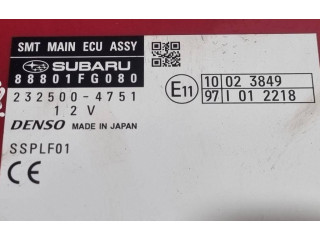 SMT MAIN ECU ASSY
SUBARU
88801FG080
232500-4751
12V
DENSO MADE IN JAPAN
SSPLF01
CE
E11
10 02 3849
97 I 01 2218